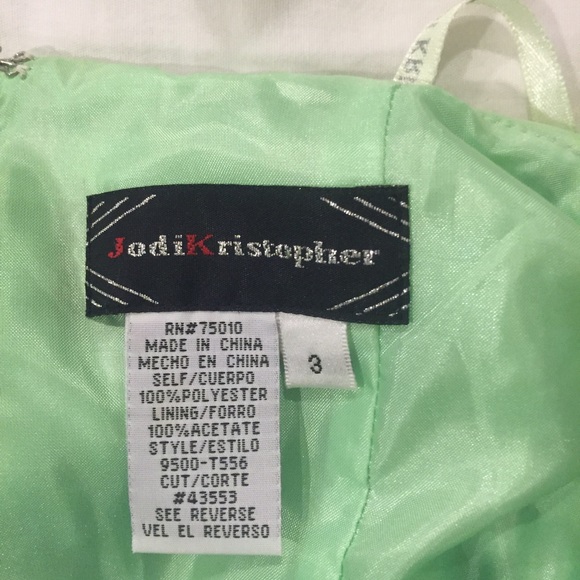 KRI
JodiKristopher
RN#75010
MADE IN CHINA
MECHO EN CHINA
SELF/CUERPO
100%POLYESTER
LINING/FORRO
100%ACETATE
STYLE/ESTILO
9500-T556
CUT/CORTE
#43553
SEE REVERSE
VEL EL REVERSO
3